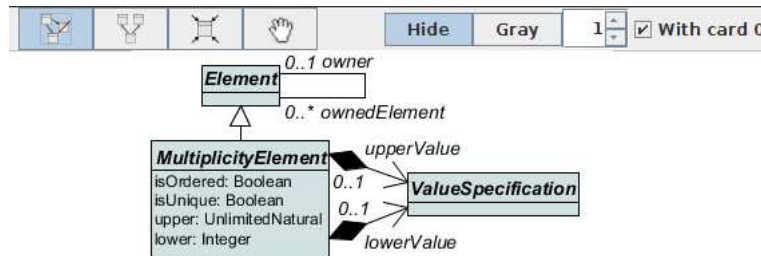 Hide Gray 1 With card 0
0..1 owner
Element
0..* ownedElement
MultiplicityElement
upperValue
isOrdered: Boolean
0..1
ValueSpecification
isUnique: Boolean
0..1
upper: UnlimitedNatural
lower: Integer
lowerValue